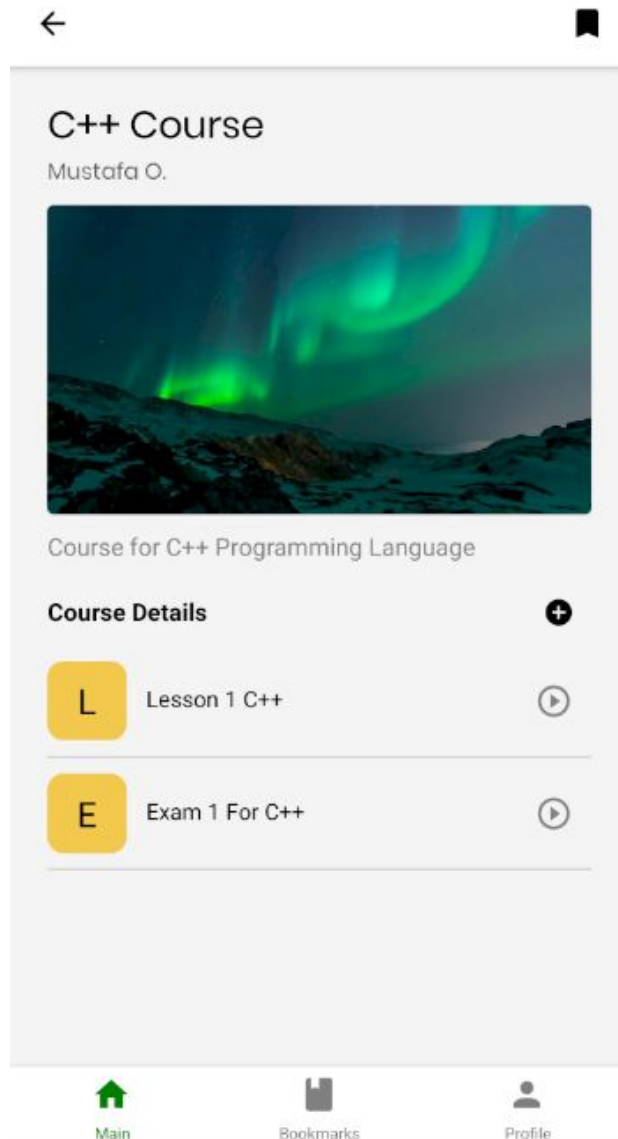 C++ Course
Mustafa O.
Course for C++ Programming Language
Course Details
L
Lesson 1 C++
E
Exam 1 For C++
Main
Bookmarks
Profile